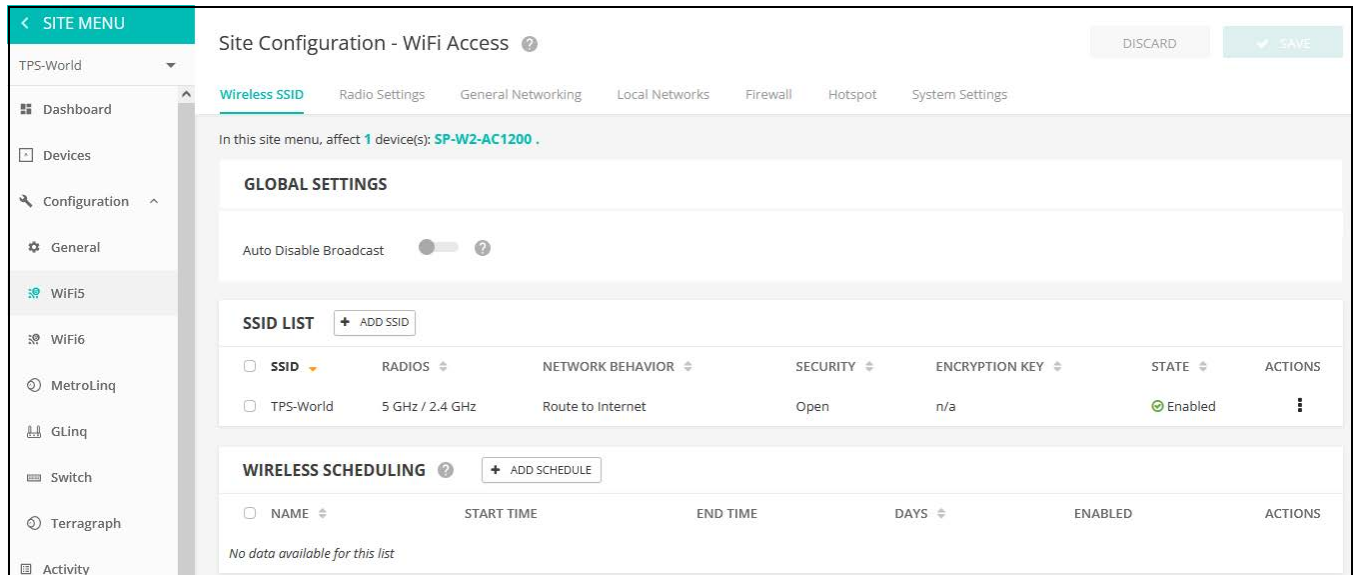 SITE MENU
TPS-World
Dashboard
Devices
Configuration
General
WiFi5
WiFi6
MetroLinq
GLinq
Switch
Terragraph
Activity
Site Configuration - WiFi Access ?
DISCARD
SAVE
Wireless SSID Radio Settings General Networking Local Networks Firewall Hotspot System Settings
In this site menu, affect 1 device(s): SP-W2-AC1200 .
GLOBAL SETTINGS
Auto Disable Broadcast ?
SSID LIST + ADD SSID
SSID RADIOS NETWORK BEHAVIOR SECURITY ENCRYPTION KEY STATE ACTIONS
TPS-World 5 GHz / 2.4 GHz Route to Internet Open n/a Enabled
WIRELESS SCHEDULING ? + ADD SCHEDULE
NAME START TIME END TIME DAYS ENABLED ACTIONS
No data available for this list